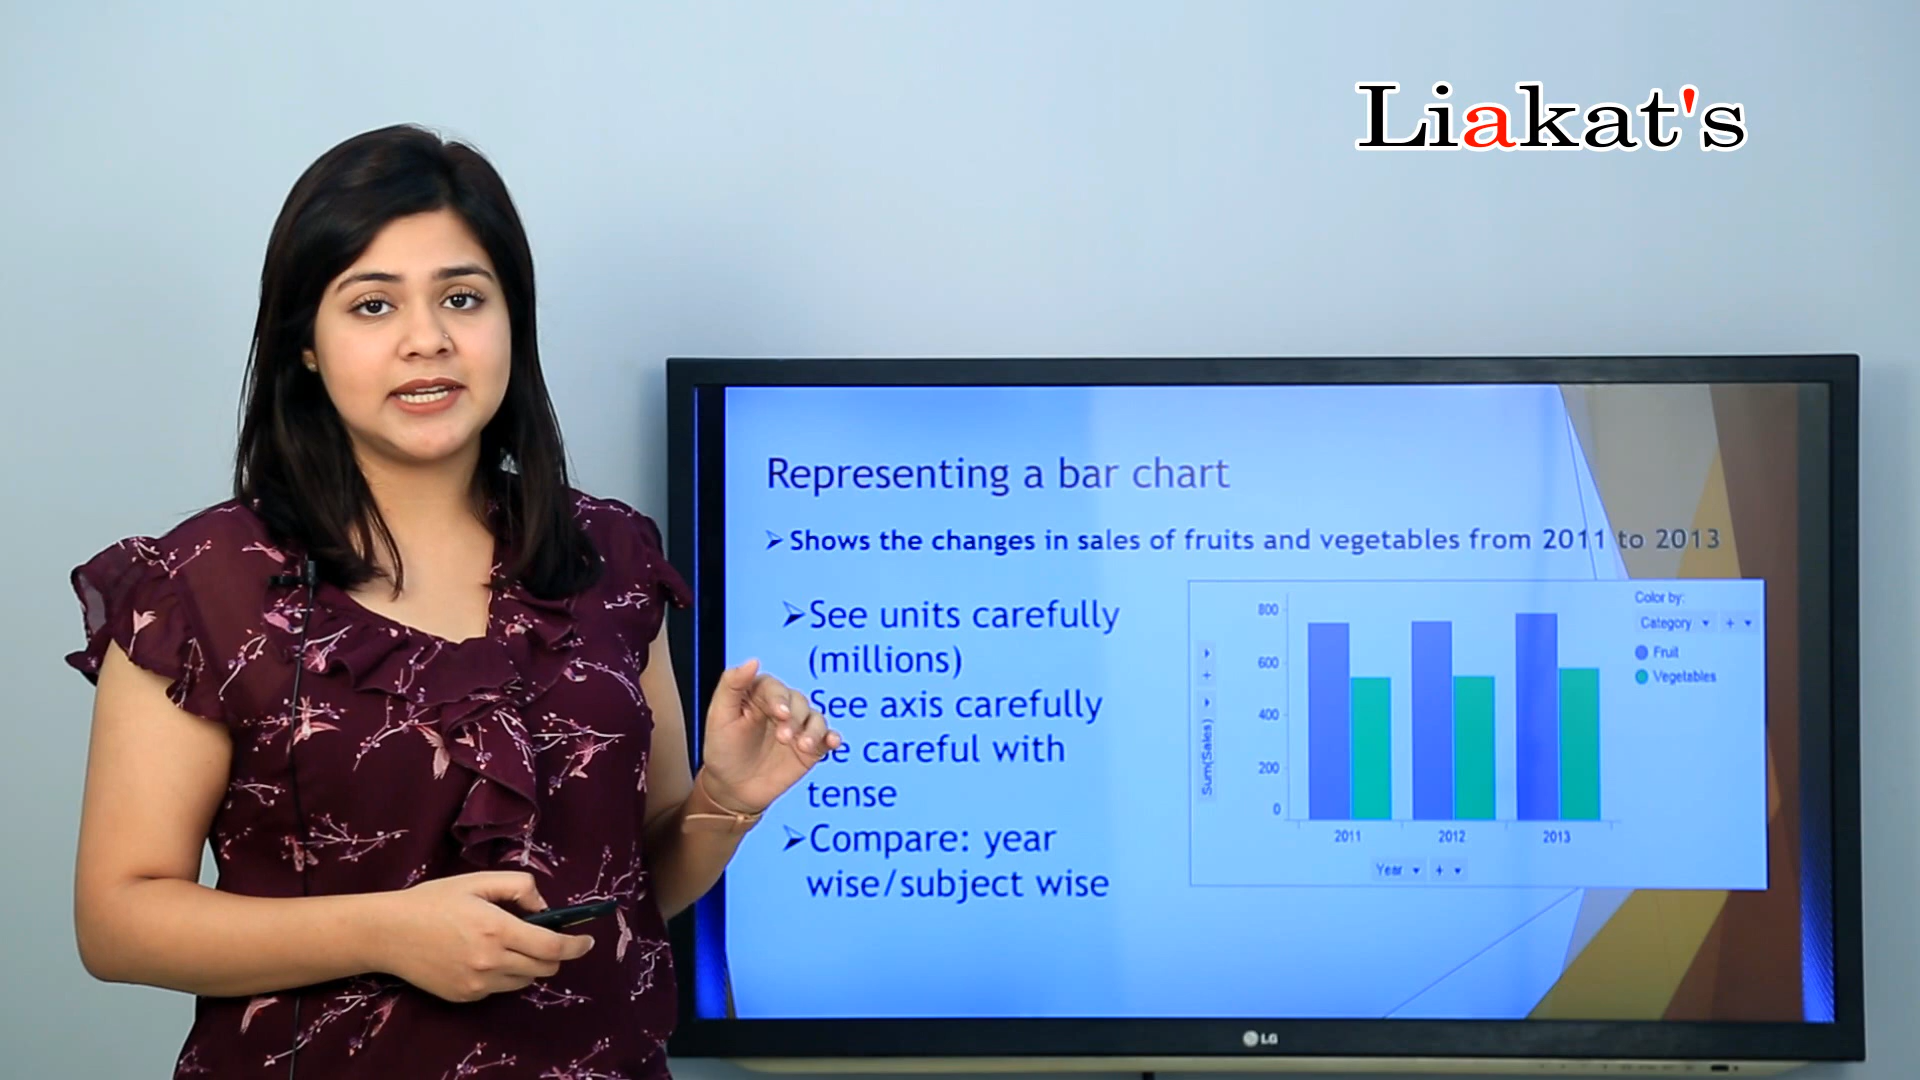 Liakat's
Representing a bar chart
Shows the changes in sales of fruits and vegetables from 2011 to 2013
See units carefully
(millions)
See axis carefully
careful with
tense
Compare: year
wise/subject wise
Color by:
Category
Fruit
Vegetables
800
600
400
200
0
Sum(Sales)
2011 2012 2013
Year
LG